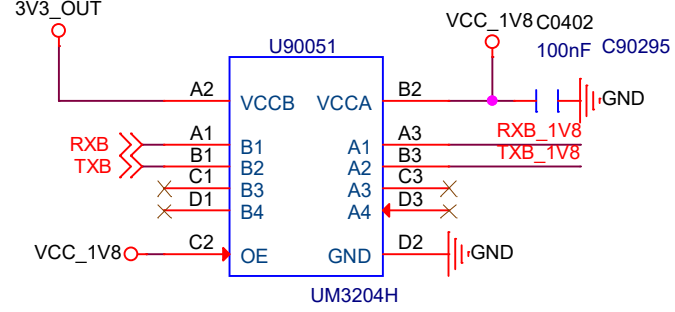 3V3_OUT
VCC_1V8 C0402
U90051
100nF C90295
A2 B2
VCCB VCCA
GND
RXB A1 A3 RXB_1V8
B1 A1
TXB B1 B3 TXB_1V8
B2 A2
C1 C3
B3 A3
D1 D3
B4 A4
VCC_1V8 C2 D2
OE GND GND
UM3204H